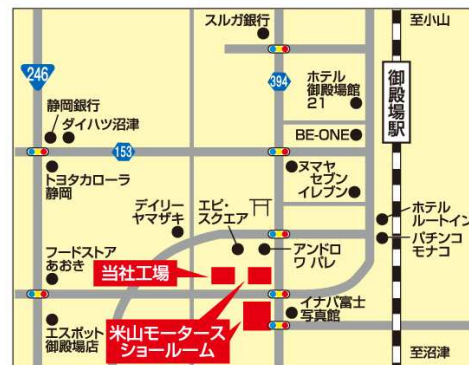 スルガ銀行
至小山
246
394
ホテル
御殿場館
21
御殿場駅
静岡銀行
ダイハツ沼津
BE-ONE
153
トヨタカローラ
静岡
ヌマヤ
セブン
イレブン
デイリー
ヤマザキ
エピ・
スクエア
ホテル
ルートイン
パチンコ
モナコ
アンドロ
ワ パレ
フードストア
あおき
当社工場
米山モータース
ショールーム
イナバ富士
写真館
エスポット
御殿場店
至沼津